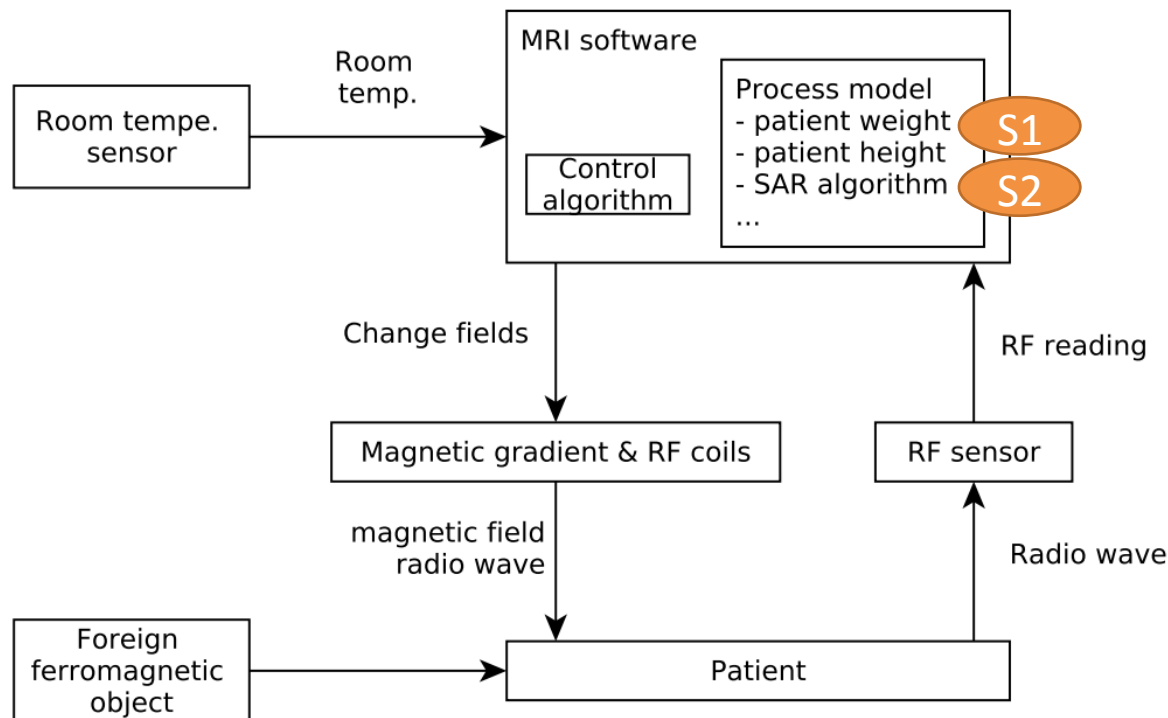 MRI software
Room
temp.
Room tempe.
sensor
Process model
- patient weight
- patient height
- SAR algorithm
...
S1
S2
Control
algorithm
Change fields
RF reading
Magnetic gradient & RF coils
RF sensor
magnetic field
radio wave
Radio wave
Foreign
ferromagnetic
object
Patient